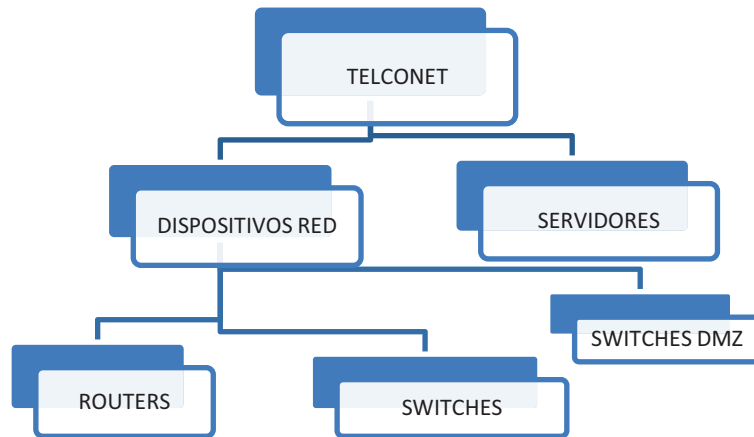 TELCONET
DISPOSITIVOS RED
SERVIDORES
SWITCHES DMZ
ROUTERS
SWITCHES